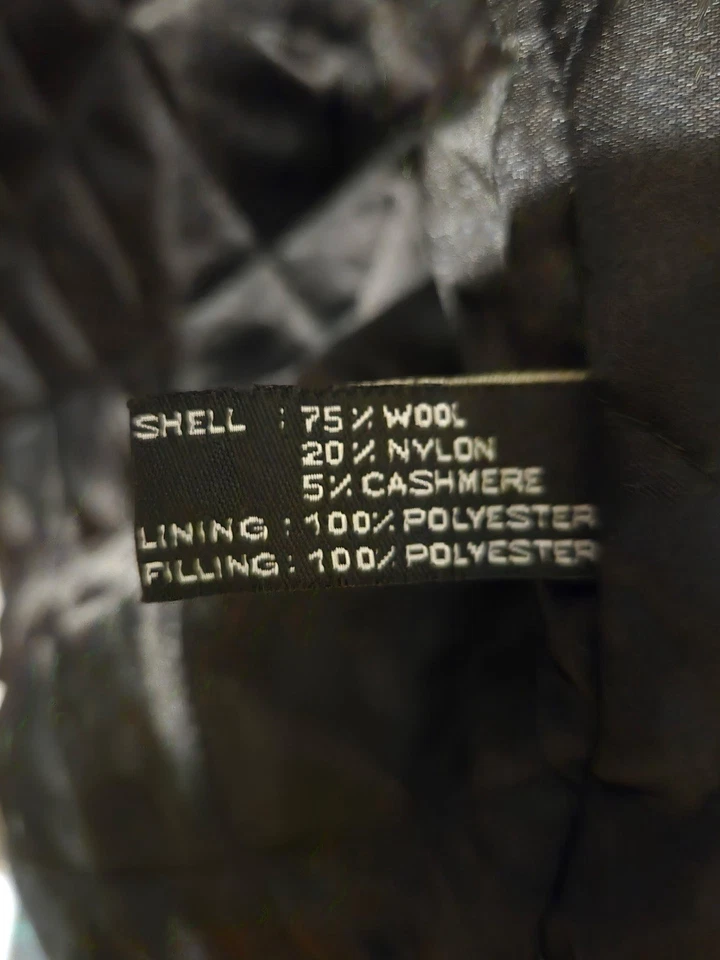 SHELL : 75% WOOL
20% NYLON
5% CASHMERE
LINING : 100% POLYESTER
FILLING : 100% POLYESTER